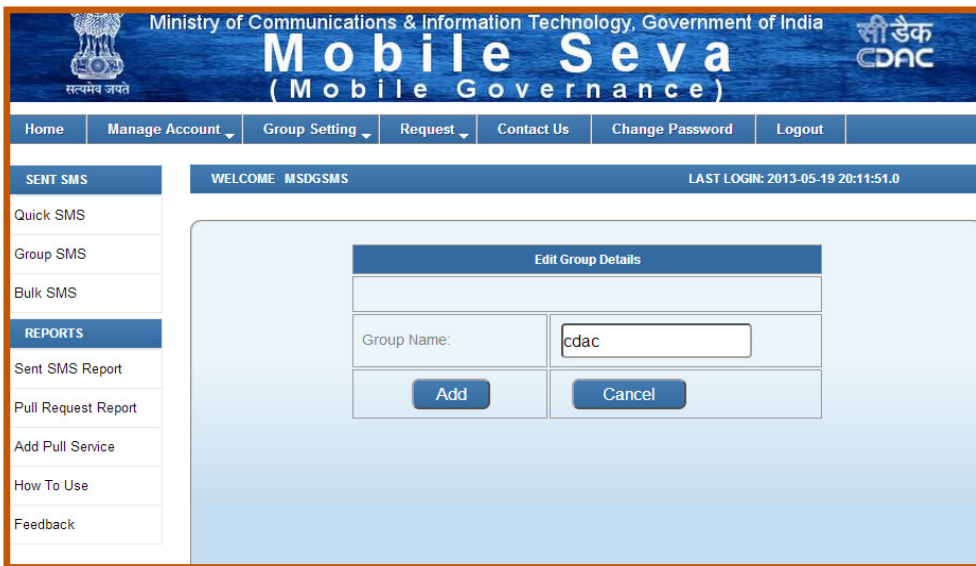 Ministry of Communications & Information Technology, Government of India
Mobile Seva
(Mobile Governance)
सत्यमेव जयते
सी डैक
CDAC
Home Manage Account Group Setting Request Contact Us Change Password Logout
SENT SMS
Quick SMS
Group SMS
Bulk SMS
REPORTS
Sent SMS Report
Pull Request Report
Add Pull Service
How To Use
Feedback
WELCOME MSDGSMS LAST LOGIN: 2013-05-19 20:11:51.0
Edit Group Details
Group Name: cdac
Add Cancel